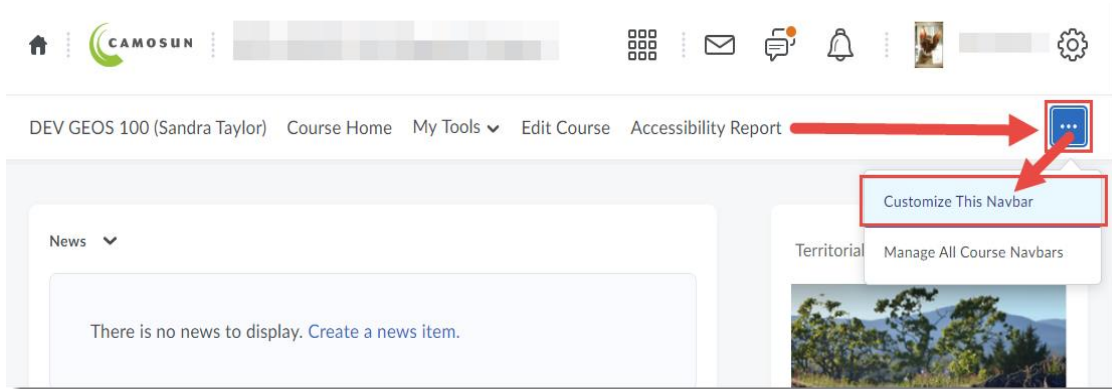 CAMOSUN
DEV GEOS 100 (Sandra Taylor) Course Home My Tools Edit Course Accessibility Report
Customize This Navbar
News
Territorial
Manage All Course Navbars
There is no news to display. Create a news item.